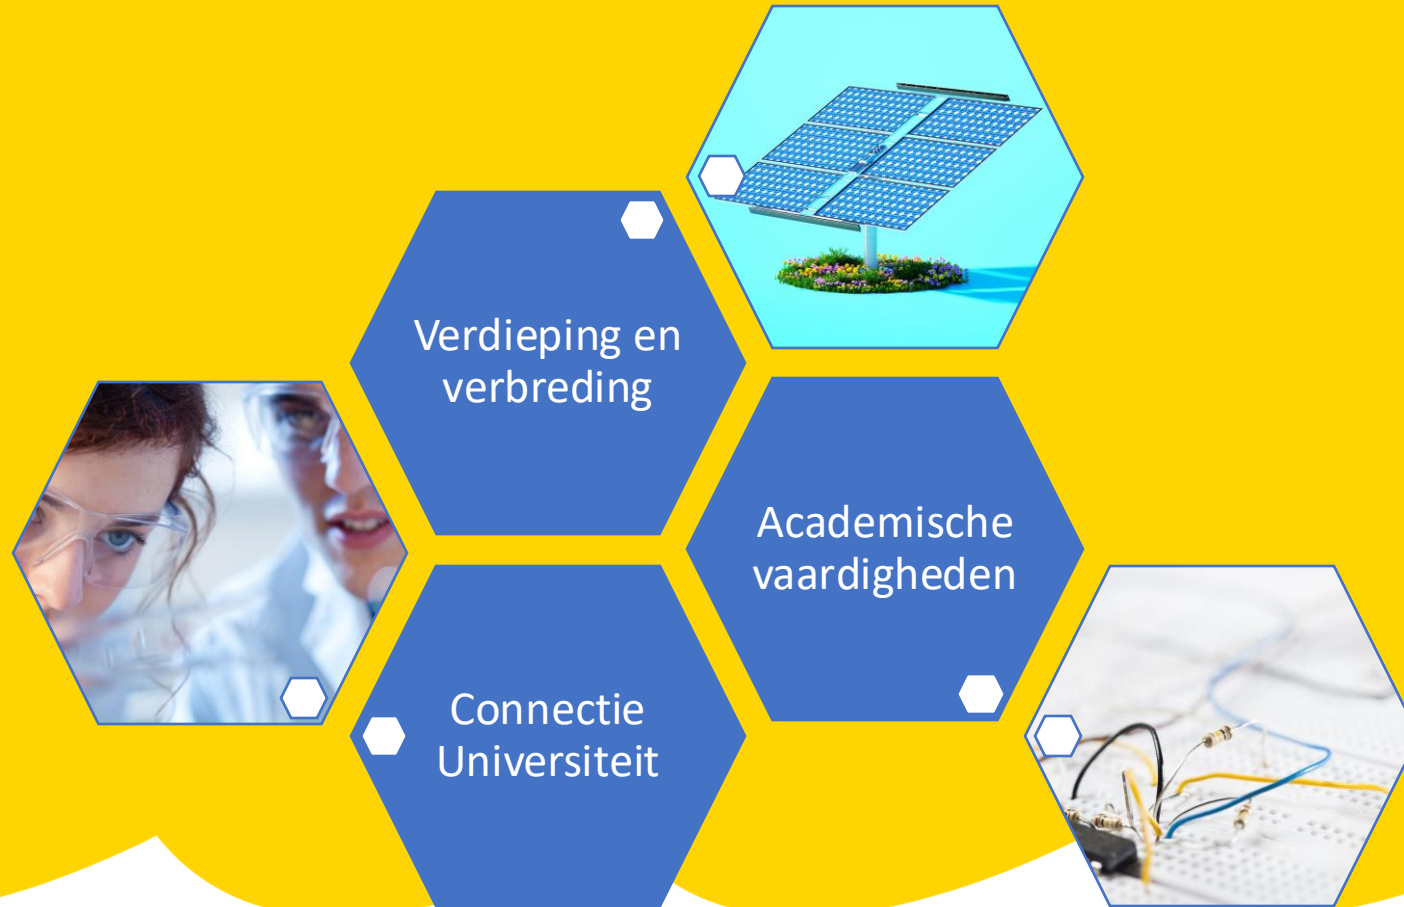 Verdieping en
verbreding
Academische
vaardigheden
Connectie
Universiteit